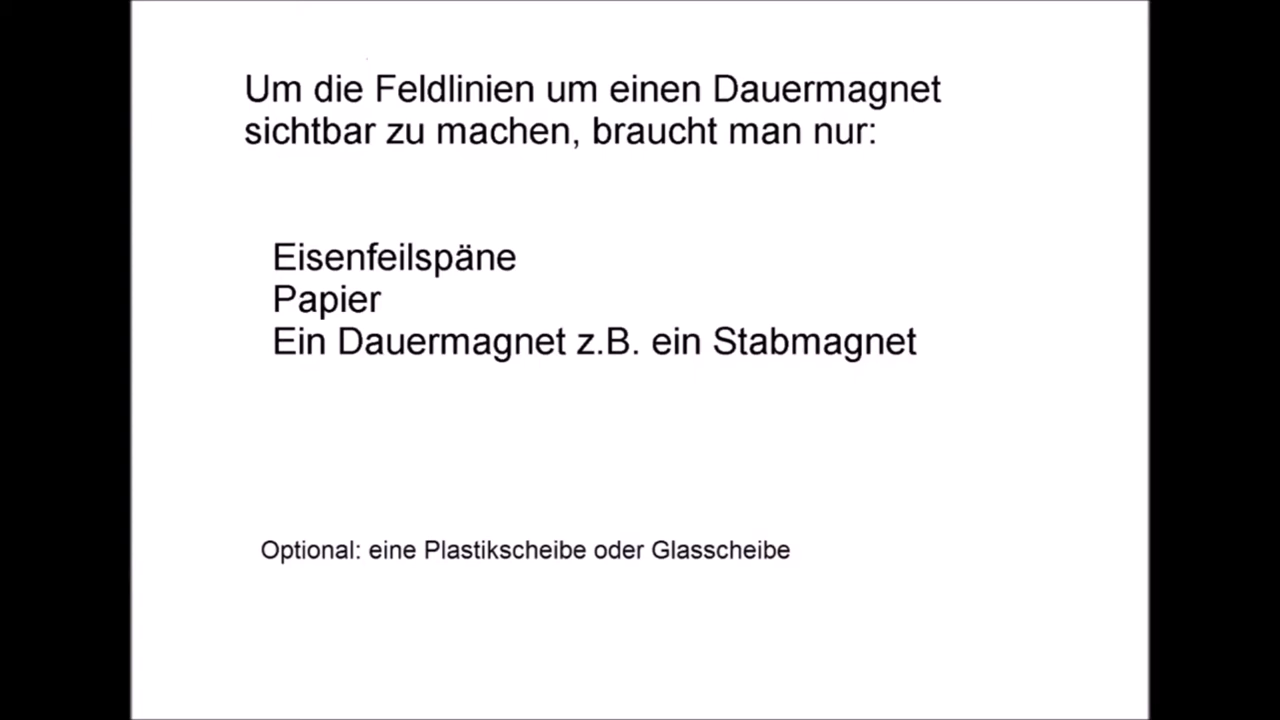 Um die Feldlinien um einen Dauermagnet
sichtbar zu machen, braucht man nur:
Eisenfeilspäne
Papier
Ein Dauermagnet z.B. ein Stabmagnet
Optional: eine Plastikscheibe oder Glasscheibe